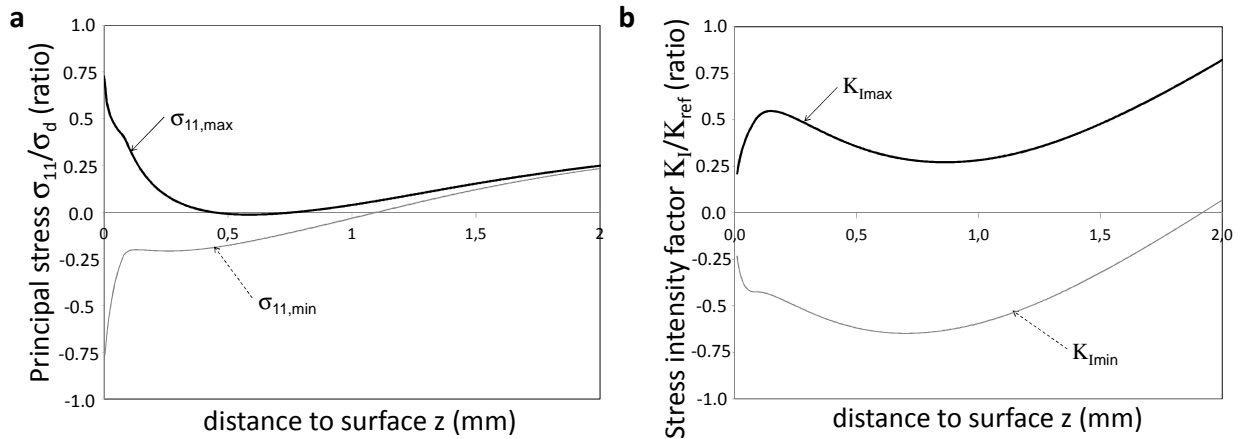 a
Principal stress σ11/σd (ratio)
1.0
0.75
0.5
0.25
0.0
-0.25
-0.5
-0.75
-1.0
0
0,5
1
1,5
2
σ11,max
σ11,min
distance to surface z (mm)
b
Stress intensity factor KI/Kref (ratio)
1.0
0.75
0.5
0.25
0.0
-0.25
-0.5
-0.75
-1.0
0,0
0,5
1,0
1,5
2,0
KImax
KImin
distance to surface z (mm)